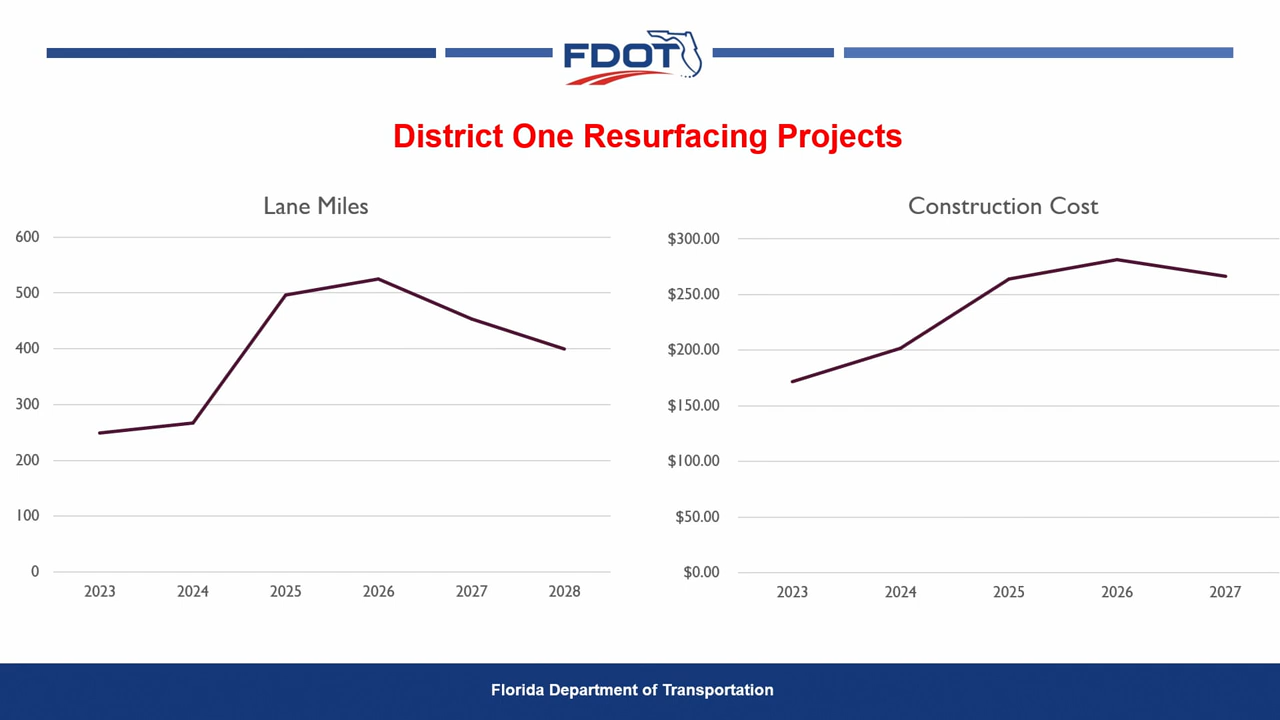 FDOT
District One Resurfacing Projects
Lane Miles
600
500
400
300
200
100
0
2023 2024 2025 2026 2027 2028
Construction Cost
$300.00
$250.00
$200.00
$150.00
$100.00
$50.00
$0.00
2023 2024 2025 2026 2027
Florida Department of Transportation